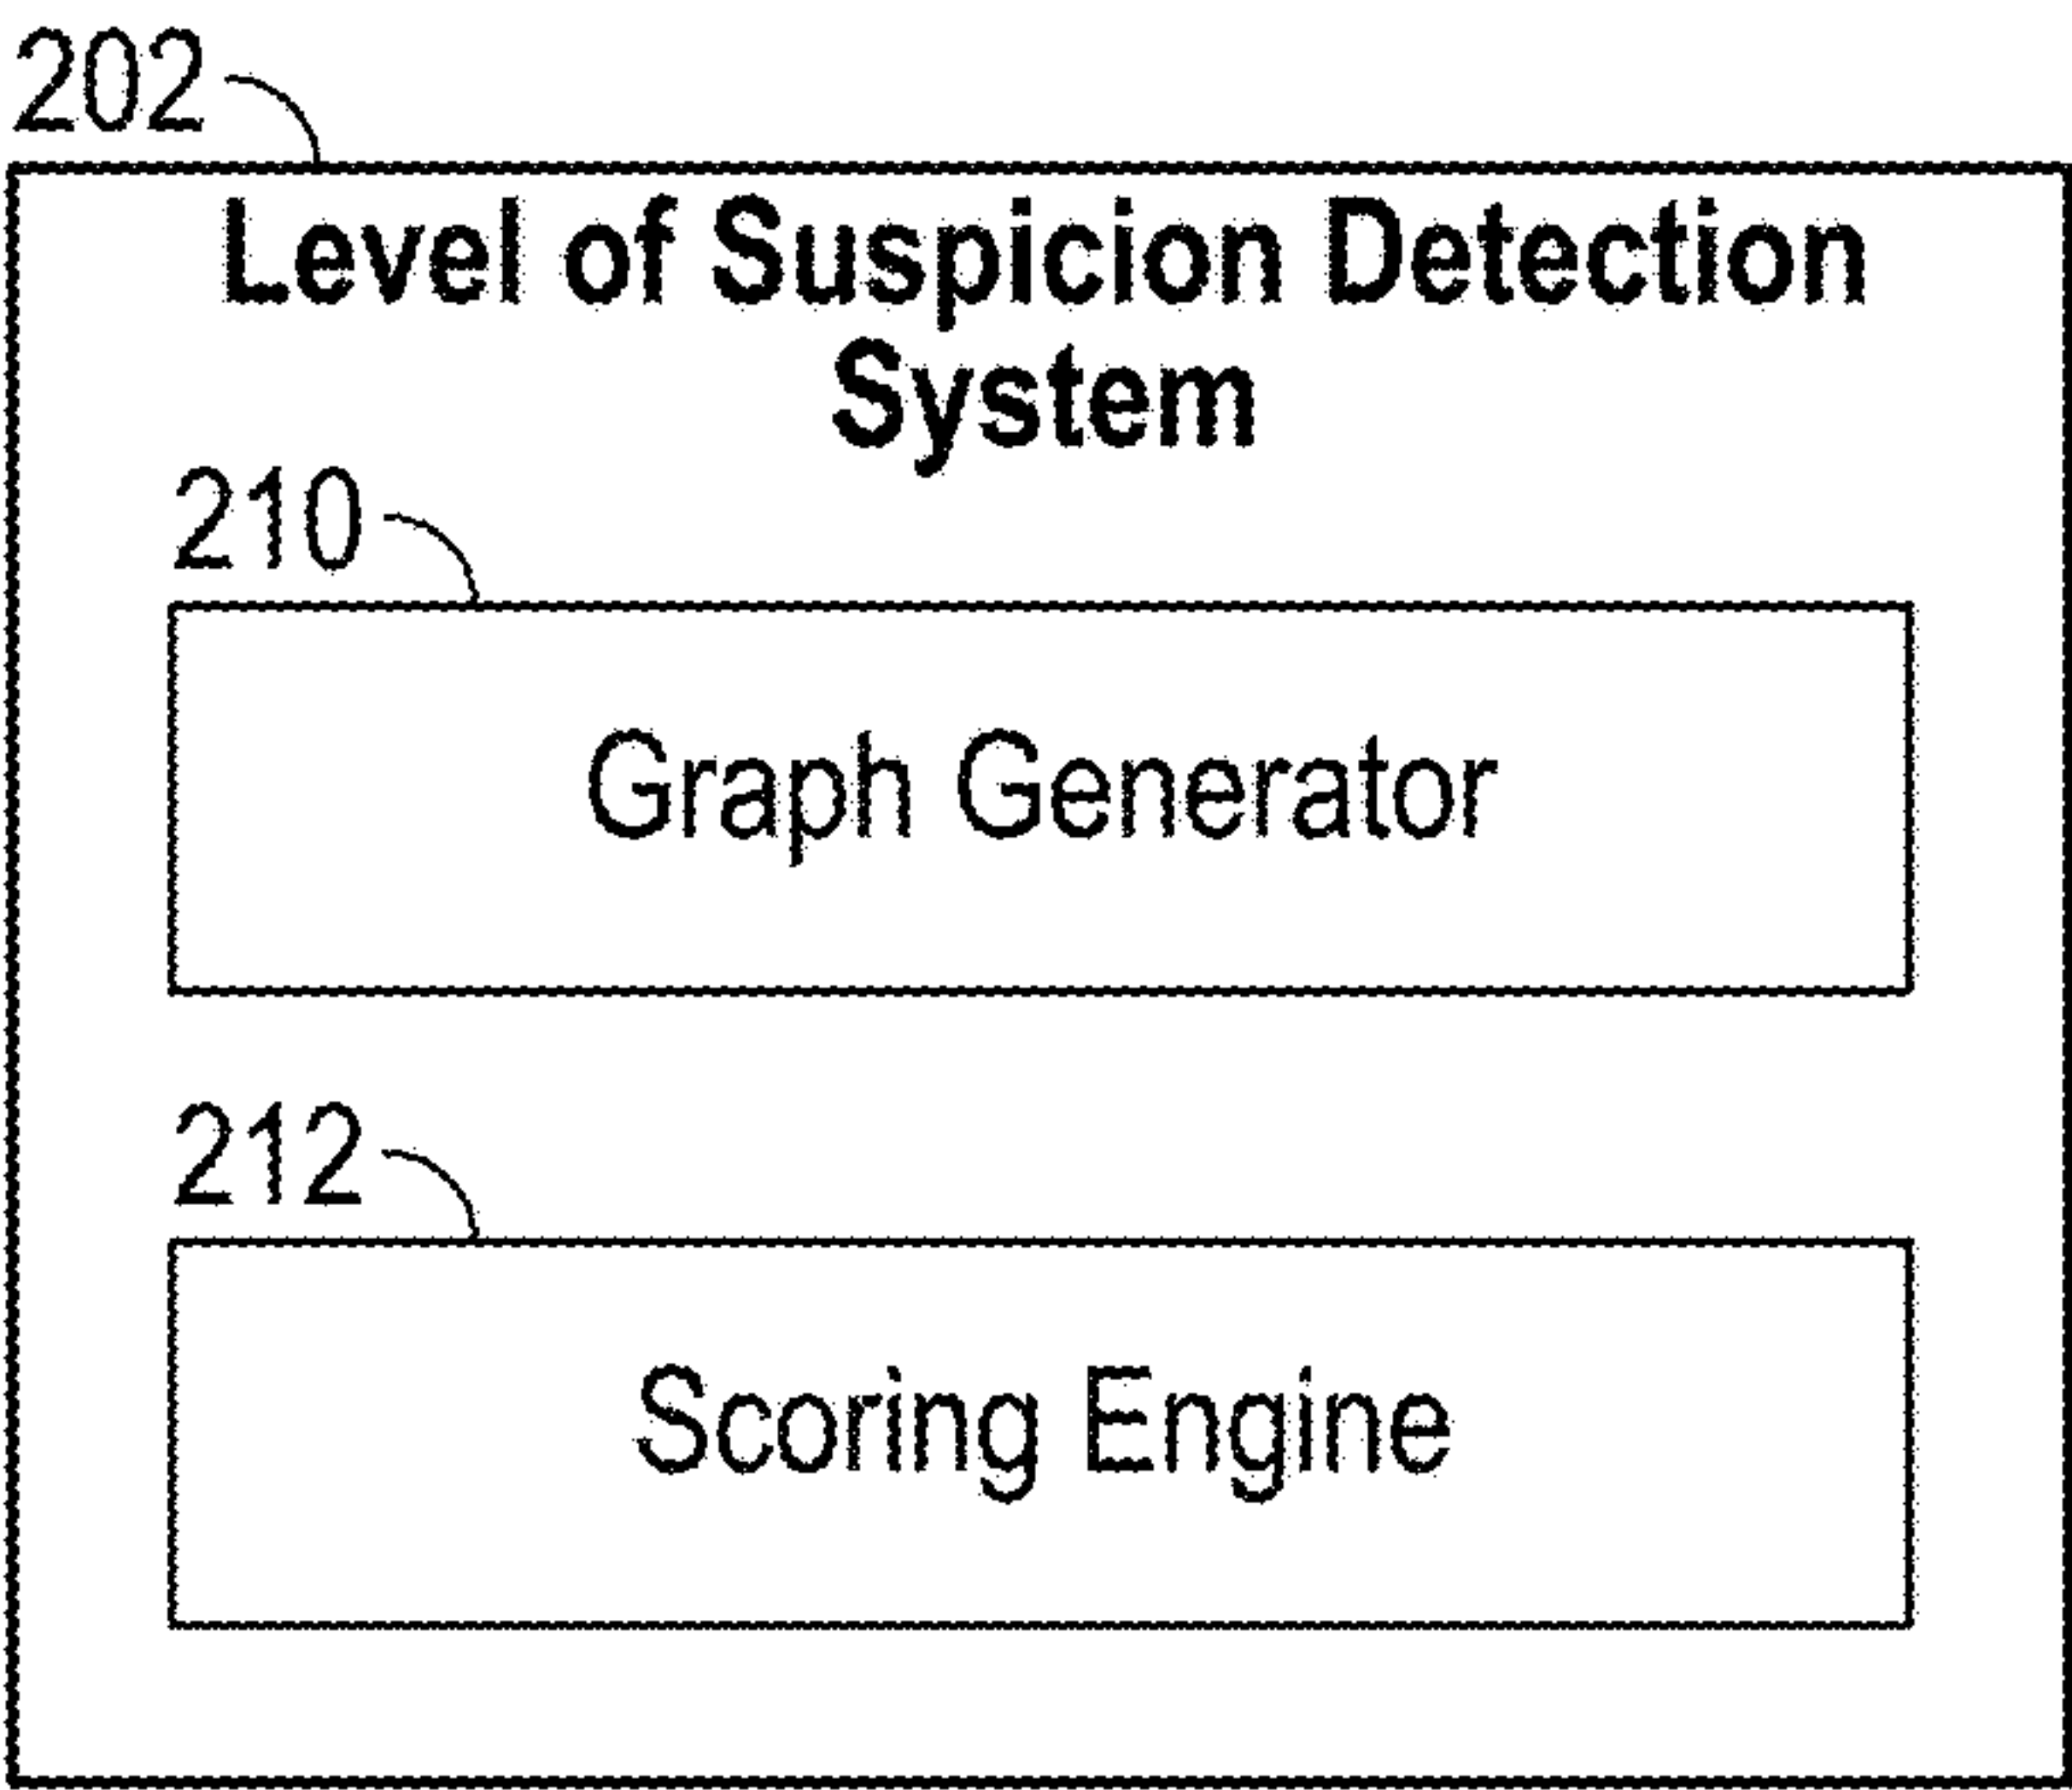 202
Level of Suspicion Detection
System
210
Graph Generator
212
Scoring Engine